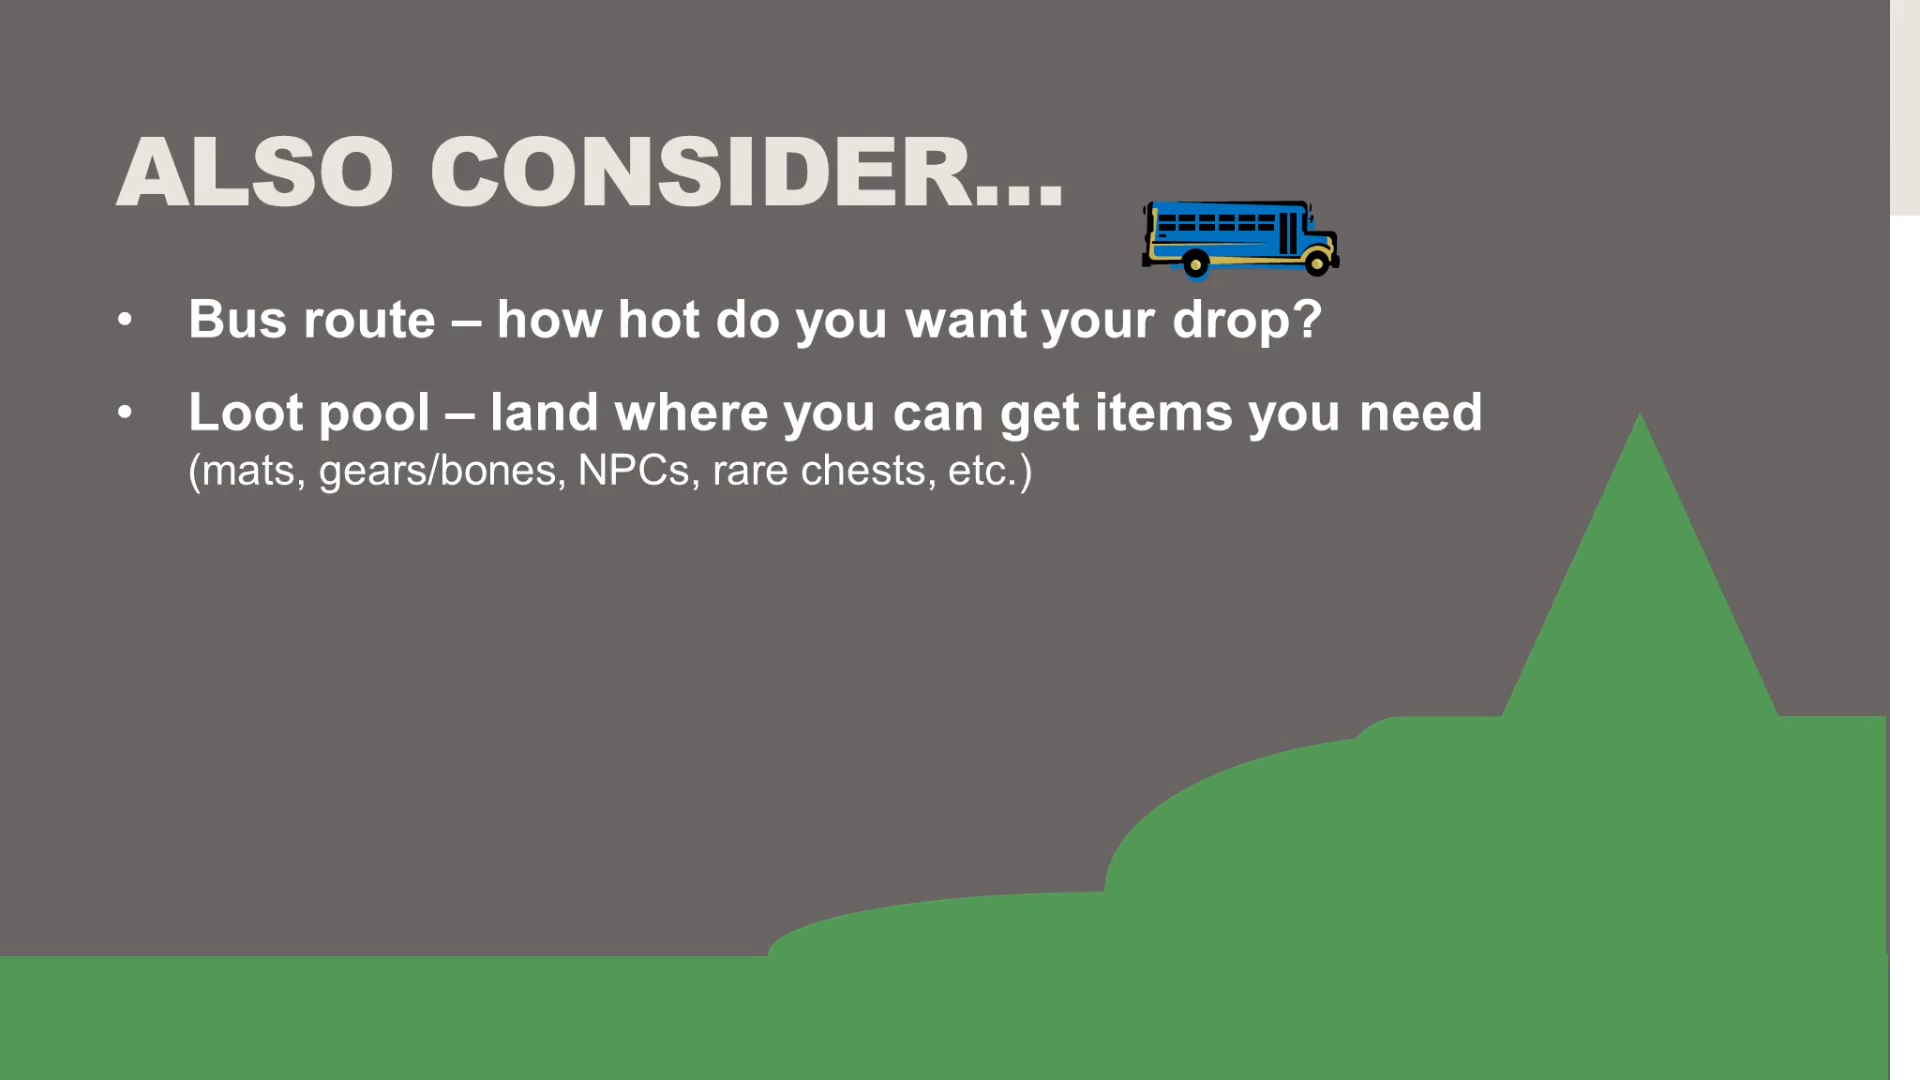 ALSO CONSIDER...
• Bus route – how hot do you want your drop?
• Loot pool – land where you can get items you need
(mats, gears/bones, NPCs, rare chests, etc.)